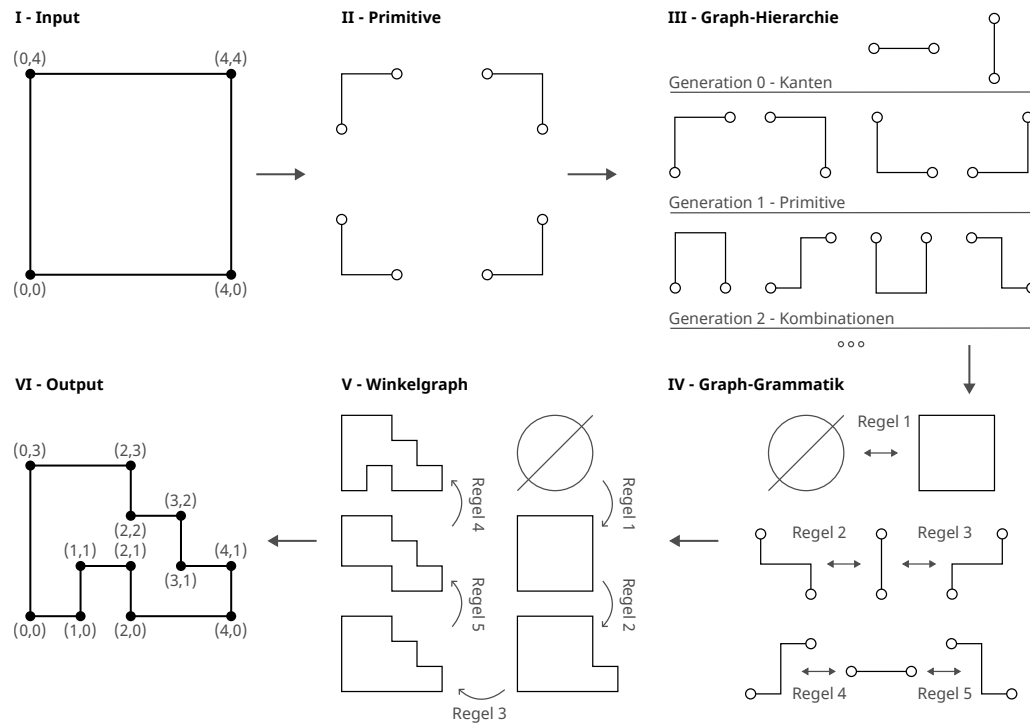 I - Input
(0,4)
(4,4)
(0,0)
(4,0)
II - Primitive
III - Graph-Hierarchie
Generation 0 - Kanten
Generation 1 - Primitive
Generation 2 - Kombinationen
IV - Graph-Grammatik
Regel 1
Regel 2
Regel 3
Regel 4
Regel 5
V - Winkelgraph
Regel 1
Regel 2
Regel 3
Regel 5
Regel 4
VI - Output
(0,3)
(2,3)
(3,2)
(2,2)
(1,1)
(2,1)
(4,1)
(3,1)
(0,0)
(1,0)
(2,0)
(4,0)